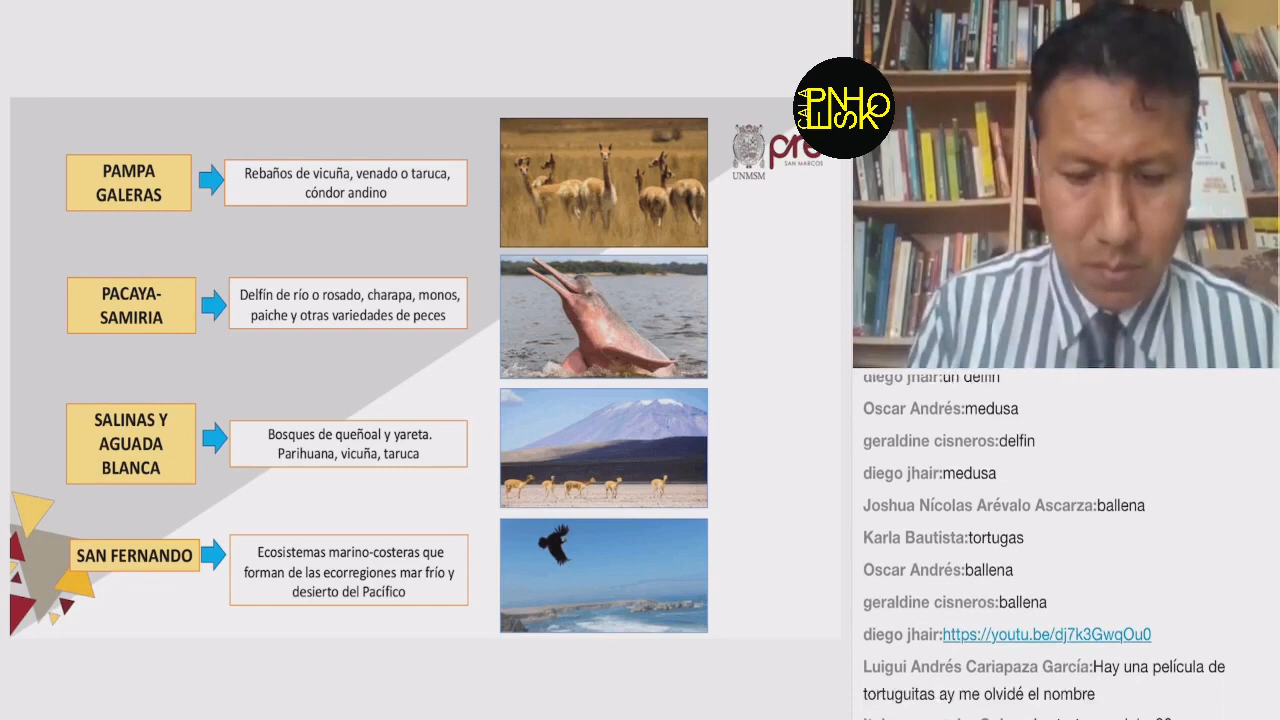 PAMPA
GALERAS
Rebaños de vicuña, venado o taruca,
cóndor andino
PACAYA-
SAMIRIA
Delfín de río o rosado, charapa, monos,
paiche y otras variedades de peces
SALINAS Y
AGUADA
BLANCA
Bosques de queñoal y yareta.
Parihuana, vicuña, taruca
SAN FERNANDO
Ecosistemas marino-costeras que
forman de las ecorregiones mar frío y
desierto del Pacífico
UNMSM
pre
SAN MARCOS
diego jhair:un delfin
Oscar Andrés:medusa
geraldine cisneros:delfin
diego jhair:medusa
Joshua Nícolas Arévalo Ascarza:ballena
Karla Bautista:tortugas
Oscar Andrés:ballena
geraldine cisneros:ballena
diego jhair:https://youtu.be/dj7k3GwqOu0
Luigui Andrés Cariapaza García:Hay una película de
tortuguitas ay me olvidé el nombre